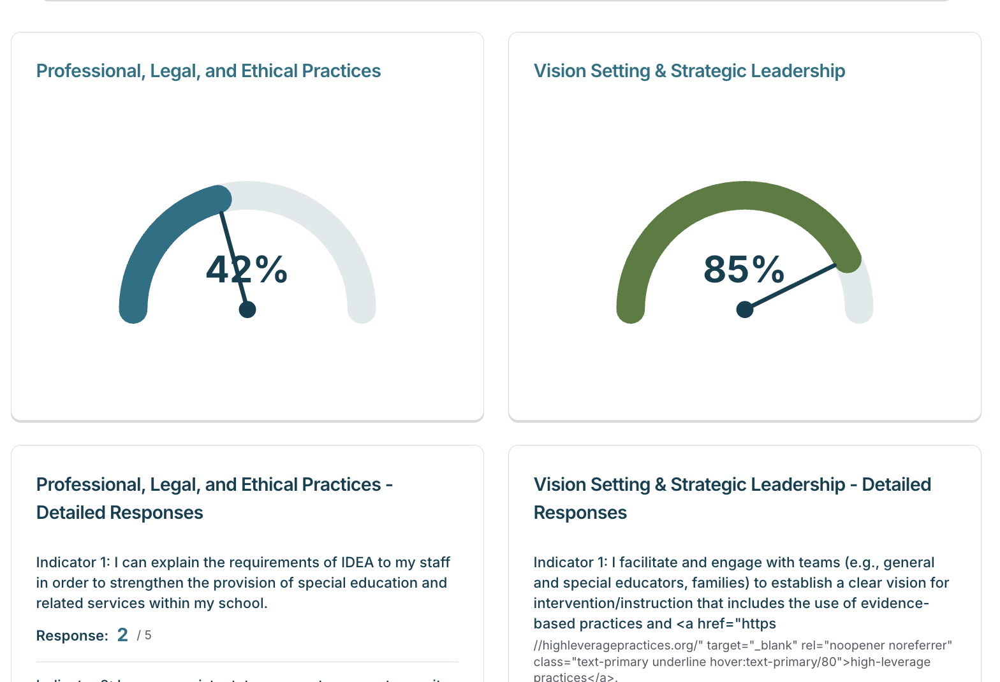 Professional, Legal, and Ethical Practices
42%
Vision Setting & Strategic Leadership
85%
Professional, Legal, and Ethical Practices -
Detailed Responses
Indicator 1: I can explain the requirements of IDEA to my staff
in order to strengthen the provision of special education and
related services within my school.
Response: 2 / 5
Vision Setting & Strategic Leadership - Detailed
Responses
Indicator 1: I facilitate and engage with teams (e.g., general
and special educators, families) to establish a clear vision for
intervention/instruction that includes the use of evidence-
based practices and <a href="https
//highleveragepractices.org/" target="_blank" rel="noopener noreferrer"
class="text-primary underline hover:text-primary/80">high-leverage
practices</a>.